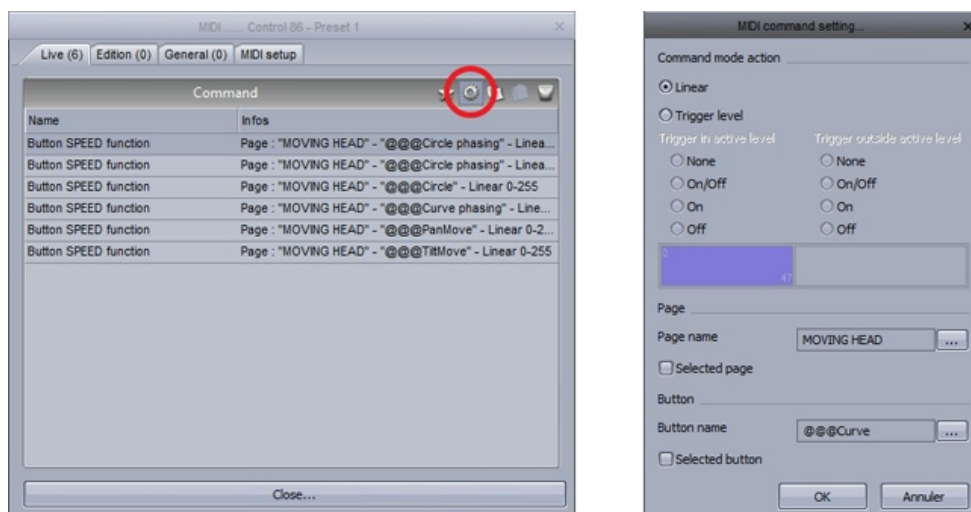 MIDI ...... Control 86 - Preset 1
Live (6) Edition (0) General (0) MIDI setup
Command
Name Infos
Button SPEED function Page : "MOVING HEAD" - "@@@Circle phasing" - Linea...
Button SPEED function Page : "MOVING HEAD" - "@@@Circle phasing" - Linea...
Button SPEED function Page : "MOVING HEAD" - "@@@Circle" - Linear 0-255
Button SPEED function Page : "MOVING HEAD" - "@@@Curve phasing" - Line...
Button SPEED function Page : "MOVING HEAD" - "@@@PanMove" - Linear 0-2...
Button SPEED function Page : "MOVING HEAD" - "@@@TiltMove" - Linear 0-255
Close...
MIDI command setting...
Command mode action
Linear
Trigger level
Trigger in active level Trigger outside active level
None None
On/Off On/Off
On On
Off Off
0
47
Page
Page name MOVING HEAD ...
Selected page
Button
Button name @@@Curve ...
Selected button
OK Annuler